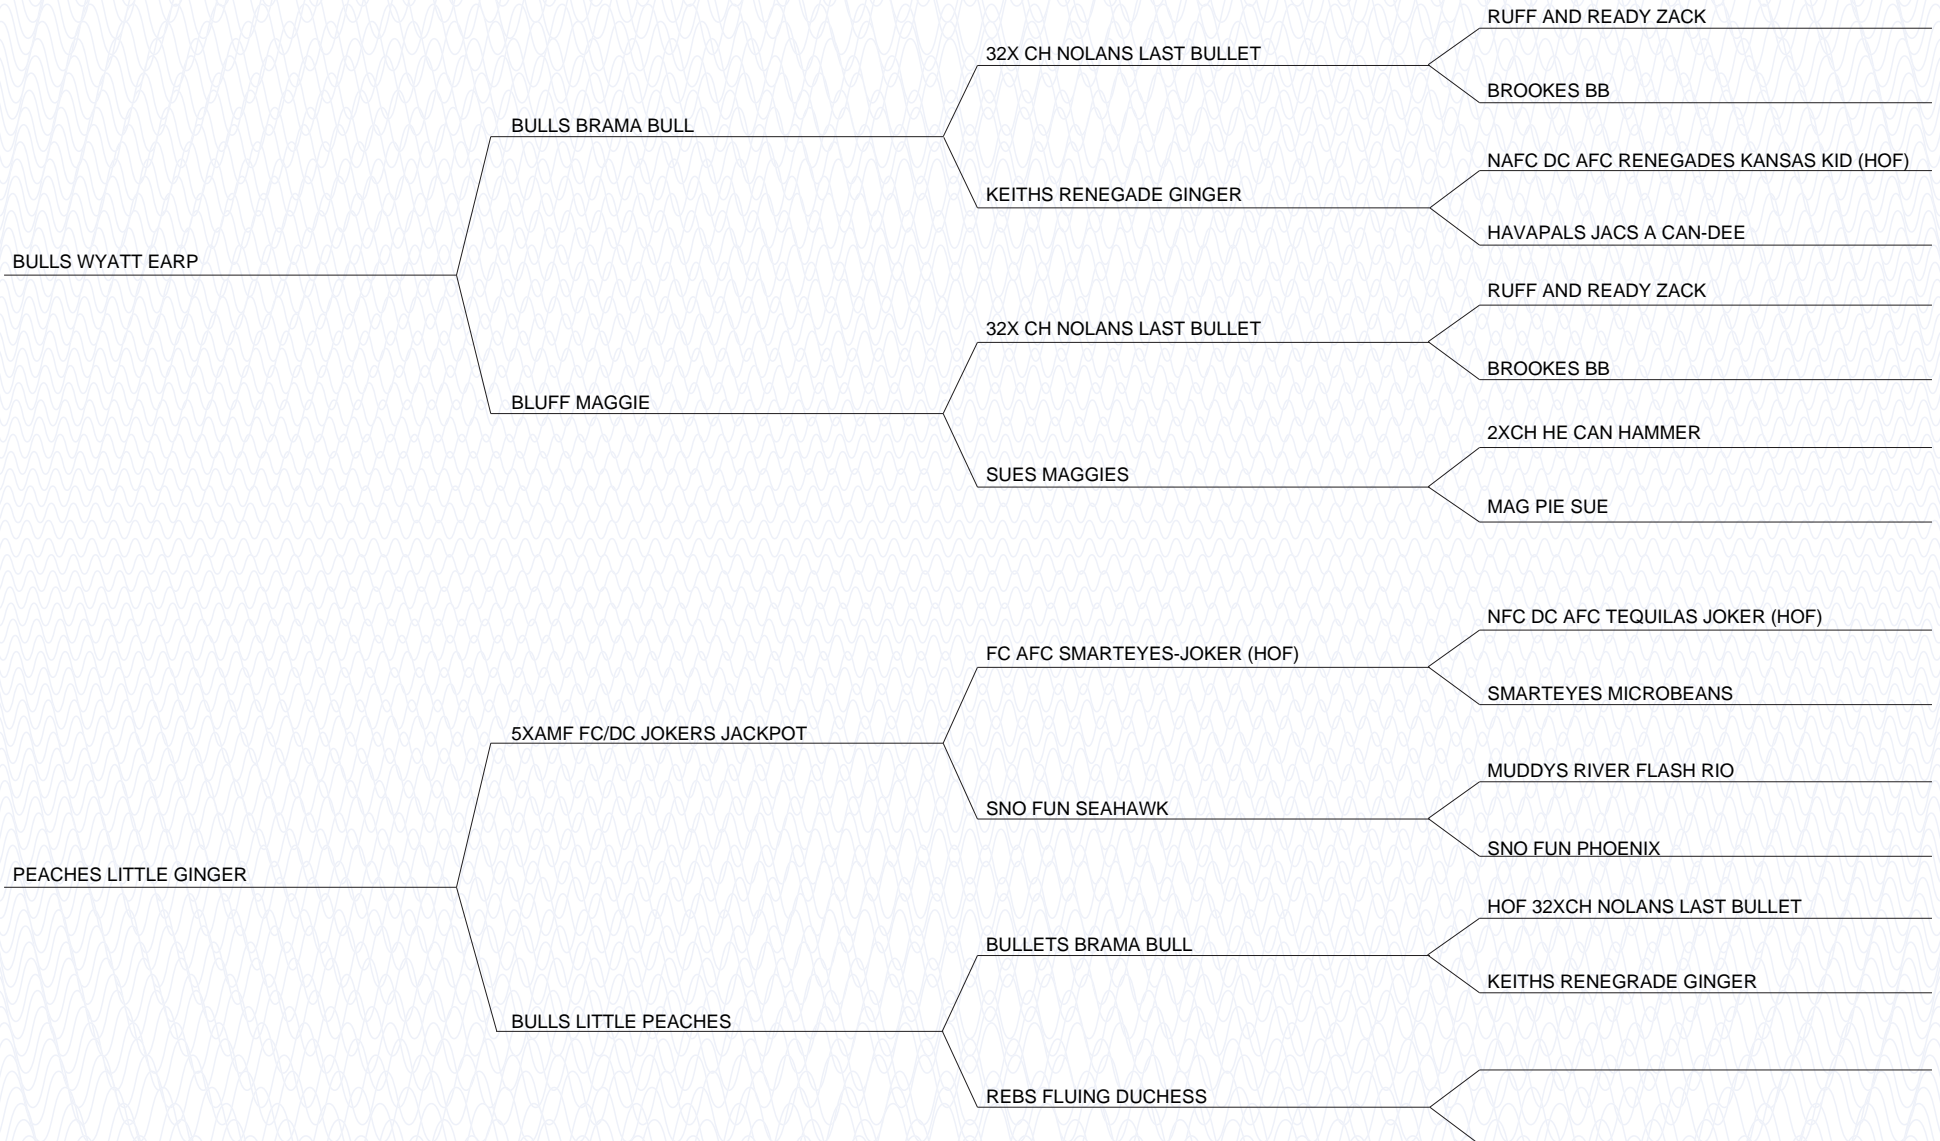 RUFF AND READY ZACK
32X CH NOLANS LAST BULLET
BROOKES BB
BULLS BRAMA BULL
NAFC DC AFC RENEGADES KANSAS KID (HOF)
KEITHS RENEGADE GINGER
HAVAPALS JACS A CAN-DEE
BULLS WYATT EARP
RUFF AND READY ZACK
32X CH NOLANS LAST BULLET
BROOKES BB
BLUFF MAGGIE
2XCH HE CAN HAMMER
SUES MAGGIES
MAG PIE SUE
NFC DC AFC TEQUILAS JOKER (HOF)
FC AFC SMARTEYES-JOKER (HOF)
SMARTEYES MICROBEANS
5XAMF FC/DC JOKERS JACKPOT
MUDDYS RIVER FLASH RIO
SNO FUN SEAHAWK
SNO FUN PHOENIX
PEACHES LITTLE GINGER
HOF 32XCH NOLANS LAST BULLET
BULLETS BRAMA BULL
KEITHS RENEGRADE GINGER
BULLS LITTLE PEACHES
REBS FLUING DUCHESS